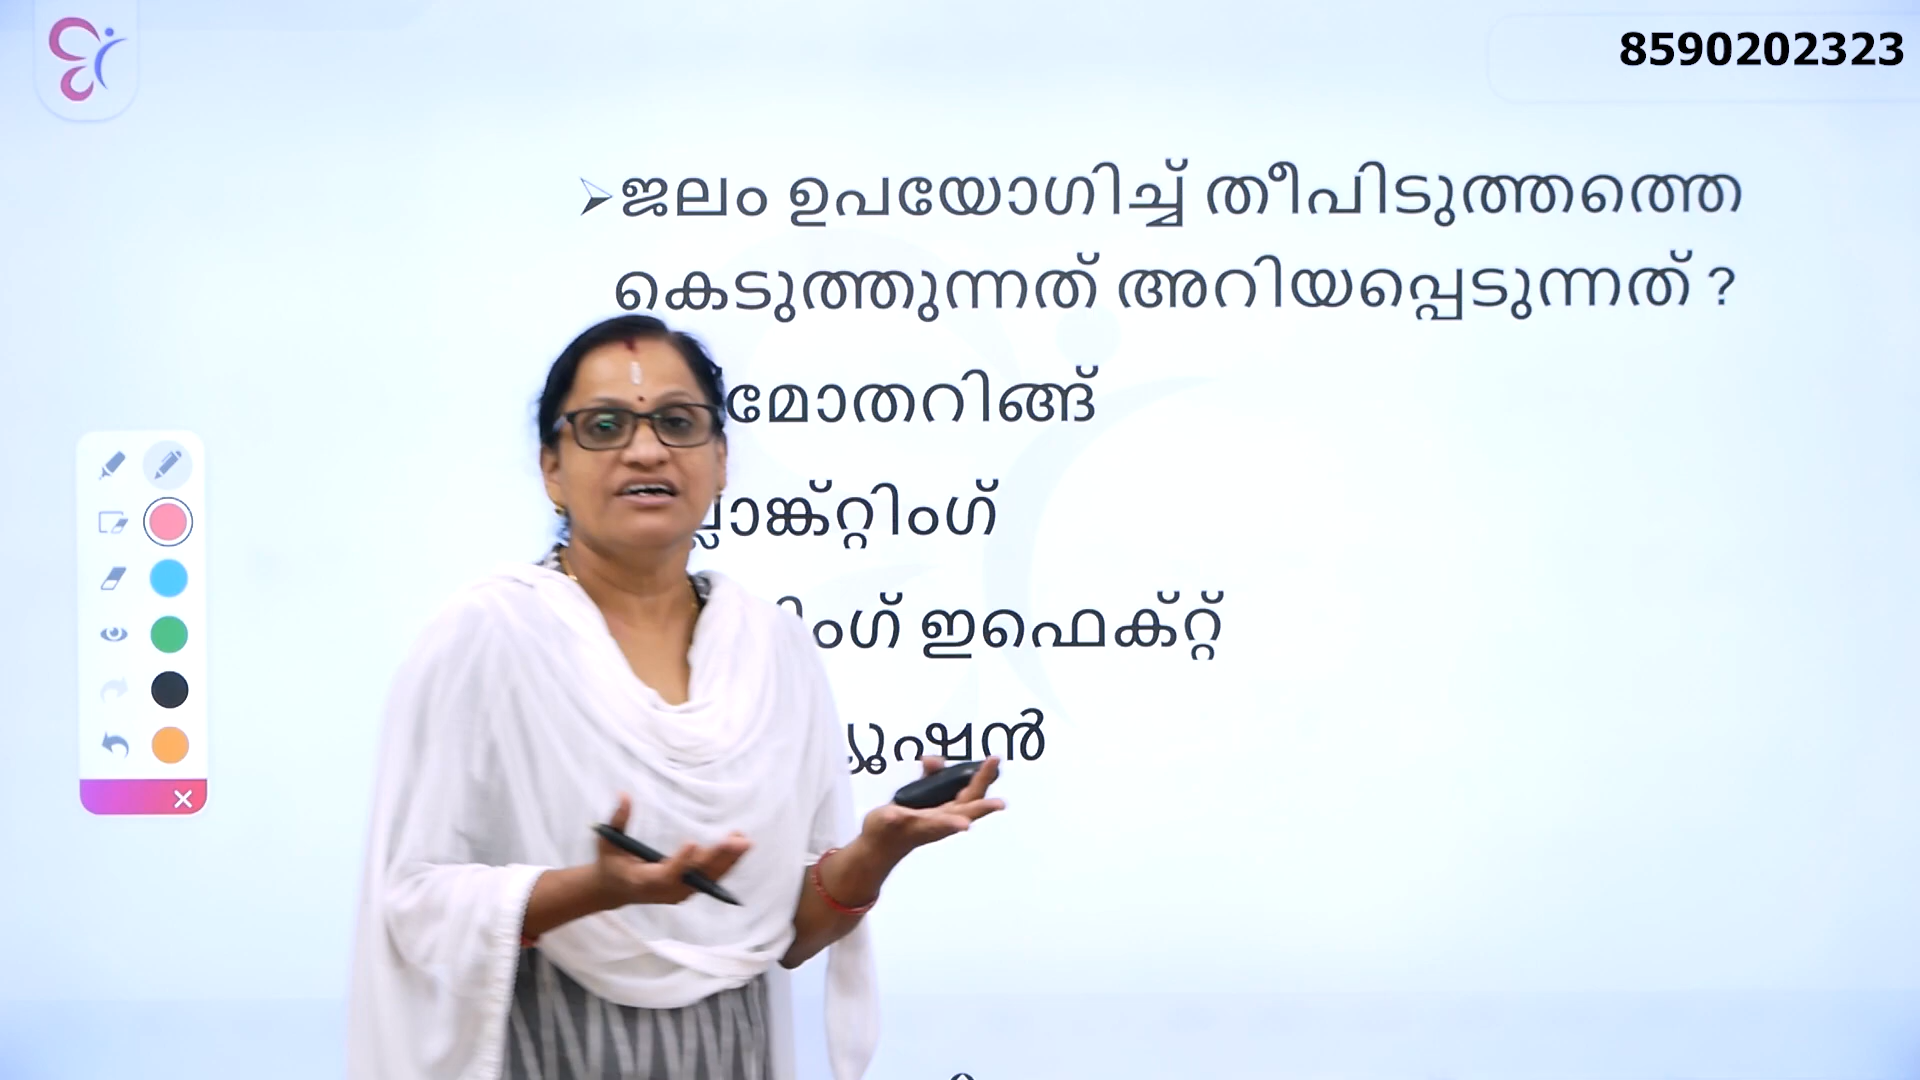 8590202323
➢ജലം ഉപയോഗിച്ച് തീപിടുത്തത്തെ
കെടുത്തുന്നത് അറിയപ്പെടുന്നത് ?
മോതറിങ്ങ്
ഇഫെക്റ്റ്